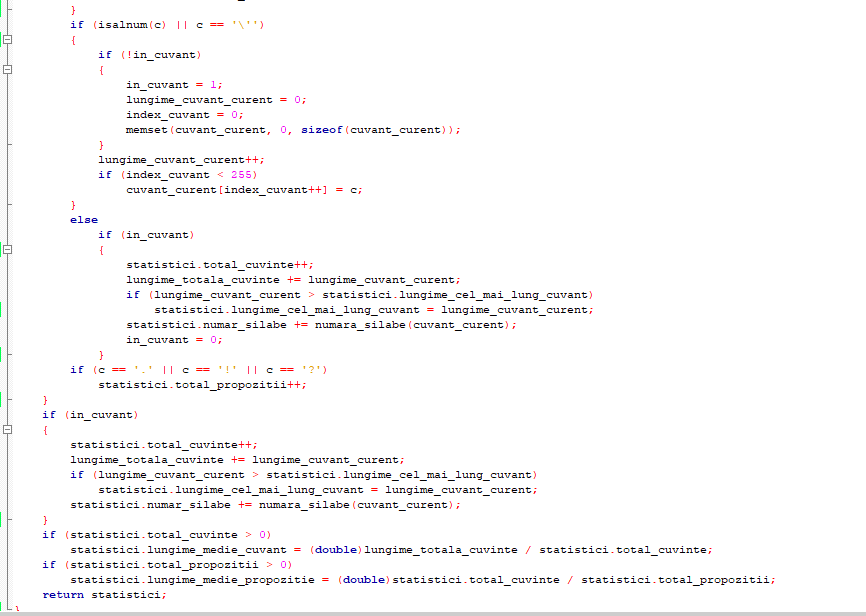 }
if (isalnum(c) || c == '\'')
{
if (!in_cuvant)
{
in_cuvant = 1;
lungime_cuvant_curent = 0;
index_cuvant = 0;
memset(cuvant_curent, 0, sizeof(cuvant_curent));
}
lungime_cuvant_curent++;
if (index_cuvant < 255)
cuvant_curent[index_cuvant++] = c;
}
else
if (in_cuvant)
{
statistici.total_cuvinte++;
lungime_totala_cuvinte += lungime_cuvant_curent;
if (lungime_cuvant_curent > statistici.lungime_cel_mai_lung_cuvant)
statistici.lungime_cel_mai_lung_cuvant = lungime_cuvant_curent;
statistici.numar_silabe += numara_silabe(cuvant_curent);
in_cuvant = 0;
}
if (c == '.' || c == '!' || c == '?')
statistici.total_propozitii++;
}
if (in_cuvant)
{
statistici.total_cuvinte++;
lungime_totala_cuvinte += lungime_cuvant_curent;
if (lungime_cuvant_curent > statistici.lungime_cel_mai_lung_cuvant)
statistici.lungime_cel_mai_lung_cuvant = lungime_cuvant_curent;
statistici.numar_silabe += numara_silabe(cuvant_curent);
}
if (statistici.total_cuvinte > 0)
statistici.lungime_medie_cuvant = (double)lungime_totala_cuvinte / statistici.total_cuvinte;
if (statistici.total_propozitii > 0)
statistici.lungime_medie_propozitie = (double)statistici.total_cuvinte / statistici.total_propozitii;
return statistici;